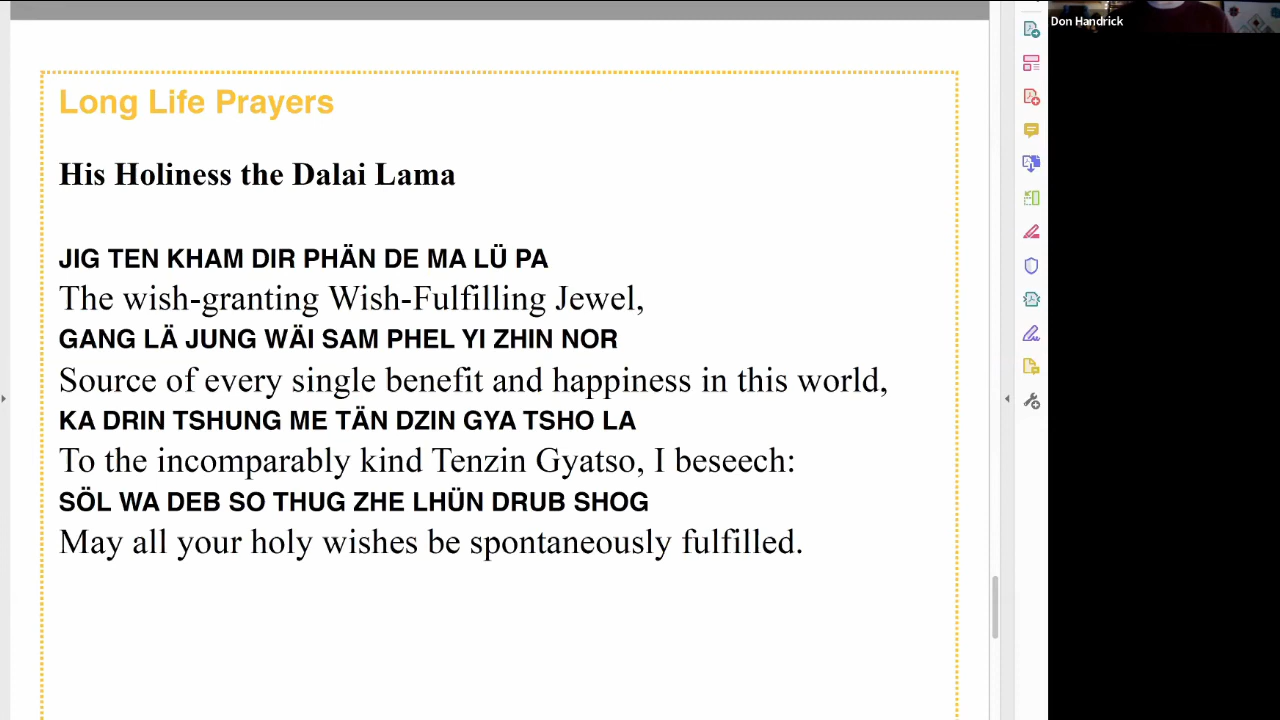 Don Handrick
Long Life Prayers
His Holiness the Dalai Lama
JIG TEN KHAM DIR PHÄN DE MA LÜ PA
The wish-granting Wish-Fulfilling Jewel,
GANG LÄ JUNG WÄI SAM PHEL YI ZHIN NOR
Source of every single benefit and happiness in this world,
KA DRIN TSHUNG ME TÄN DZIN GYA TSHO LA
To the incomparably kind Tenzin Gyatso, I beseech:
SÖL WA DEB SO THUG ZHE LHÜN DRUB SHOG
May all your holy wishes be spontaneously fulfilled.